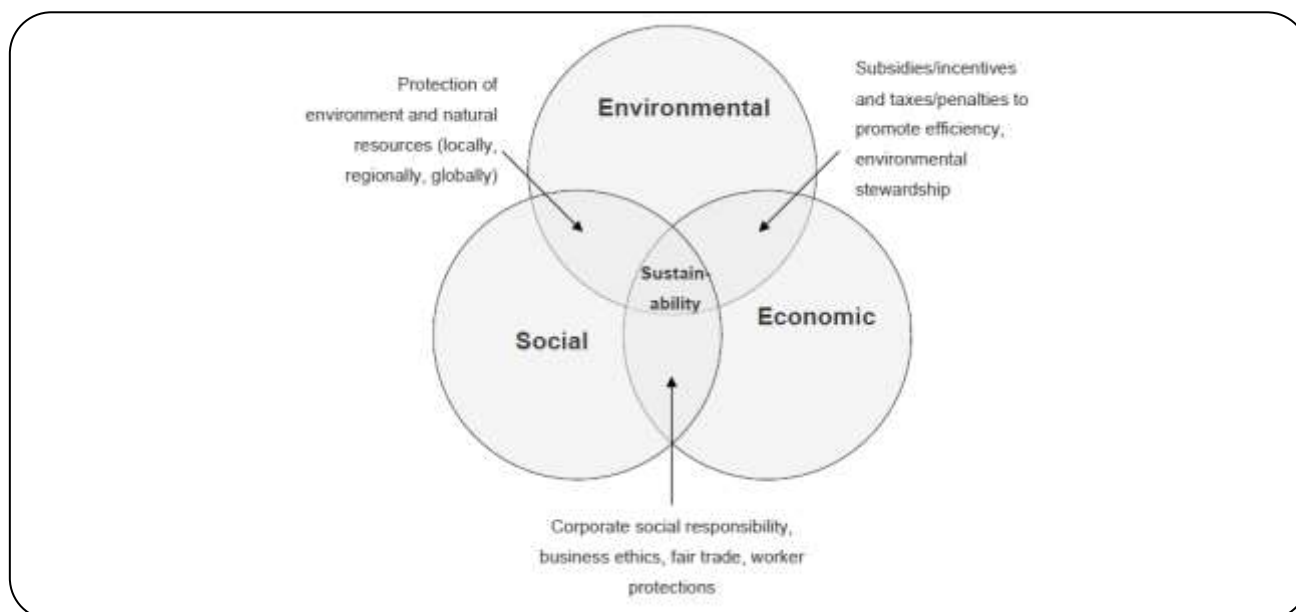 Protection of
environment and natural
resources (locally,
regionally, globally)
Environmental
Subsidies/incentives
and taxes/penalties to
promote efficiency,
environmental
stewardship
Sustain-
ability
Social
Economic
Corporate social responsibility,
business ethics, fair trade, worker
protections